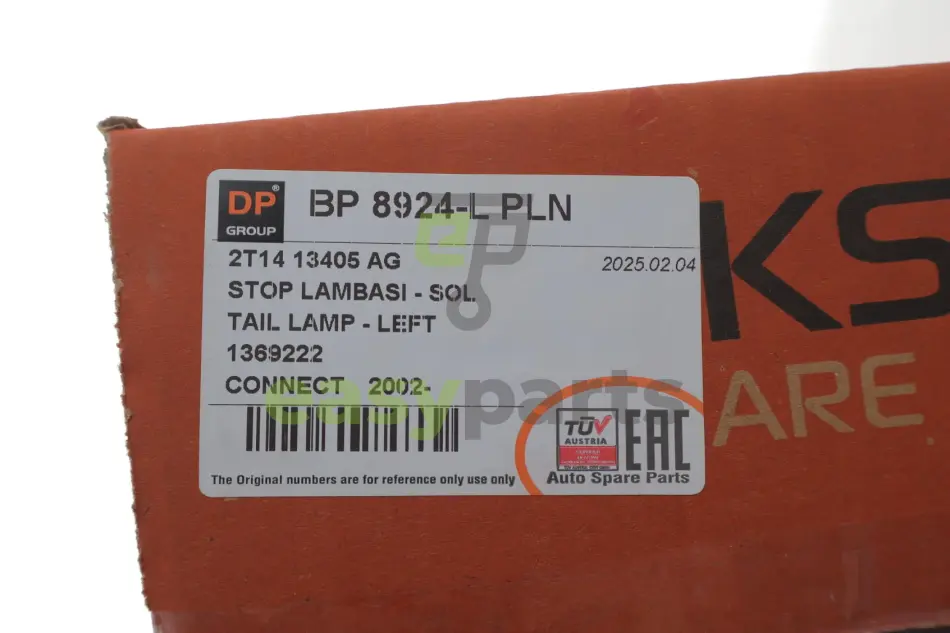 DP®
GROUP
BP 8924-L PLN
2T14 13405 AG
2025.02.04
STOP LAMBASI - SOL
TAIL LAMP - LEFT
1369222
CONNECT 2002-
The Original numbers are for reference only use only
TÜV
AUSTRIA
EAC
Auto Spare Parts
KS
ARE
eP
easyparts